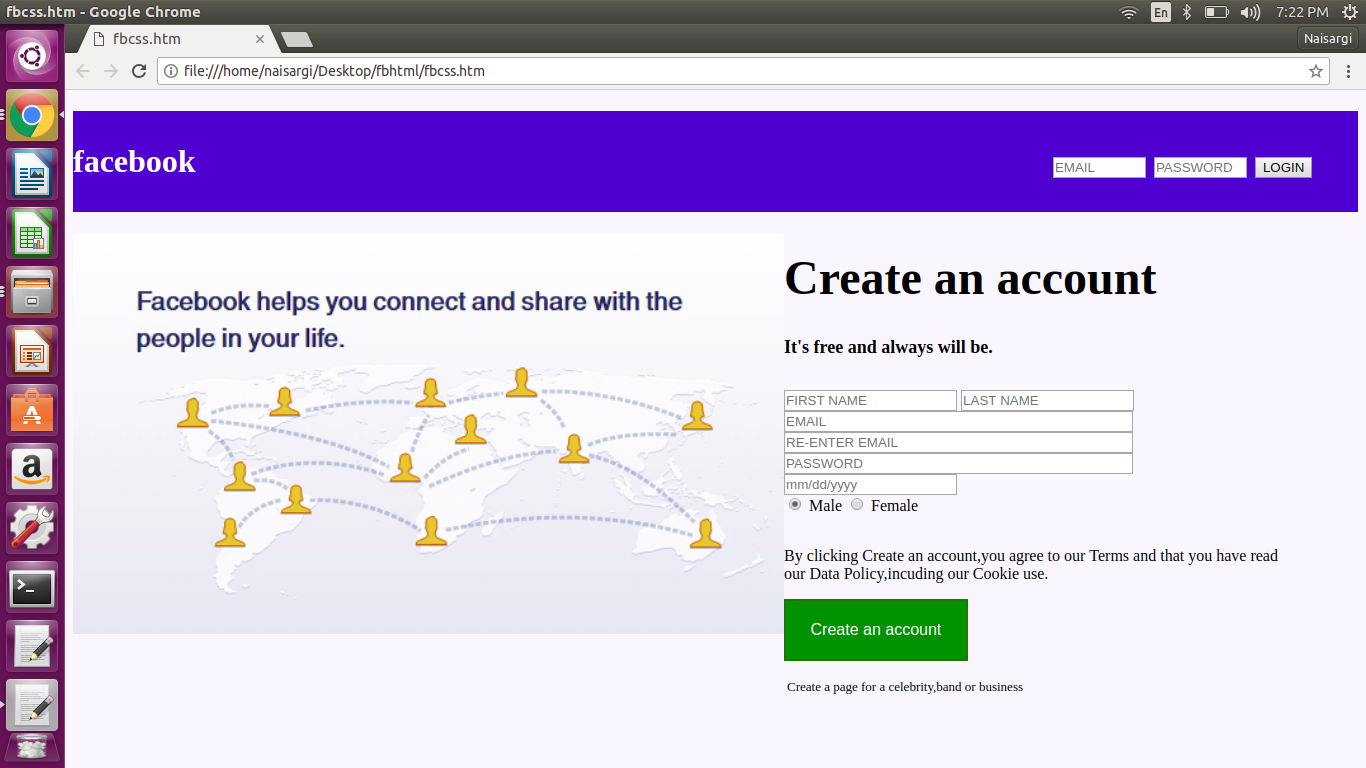 fbcss.htm - Google Chrome
En
7:22 PM
fbcss.htm
Naisargi
file:///home/naisargi/Desktop/fbhtml/fbcss.htm
facebook
EMAIL PASSWORD LOGIN
Facebook helps you connect and share with the
people in your life.
Create an account
It's free and always will be.
FIRST NAME LAST NAME
EMAIL
RE-ENTER EMAIL
PASSWORD
mm/dd/yyyy
Male Female
By clicking Create an account,you agree to our Terms and that you have read
our Data Policy,incuding our Cookie use.
Create an account
Create a page for a celebrity,band or business